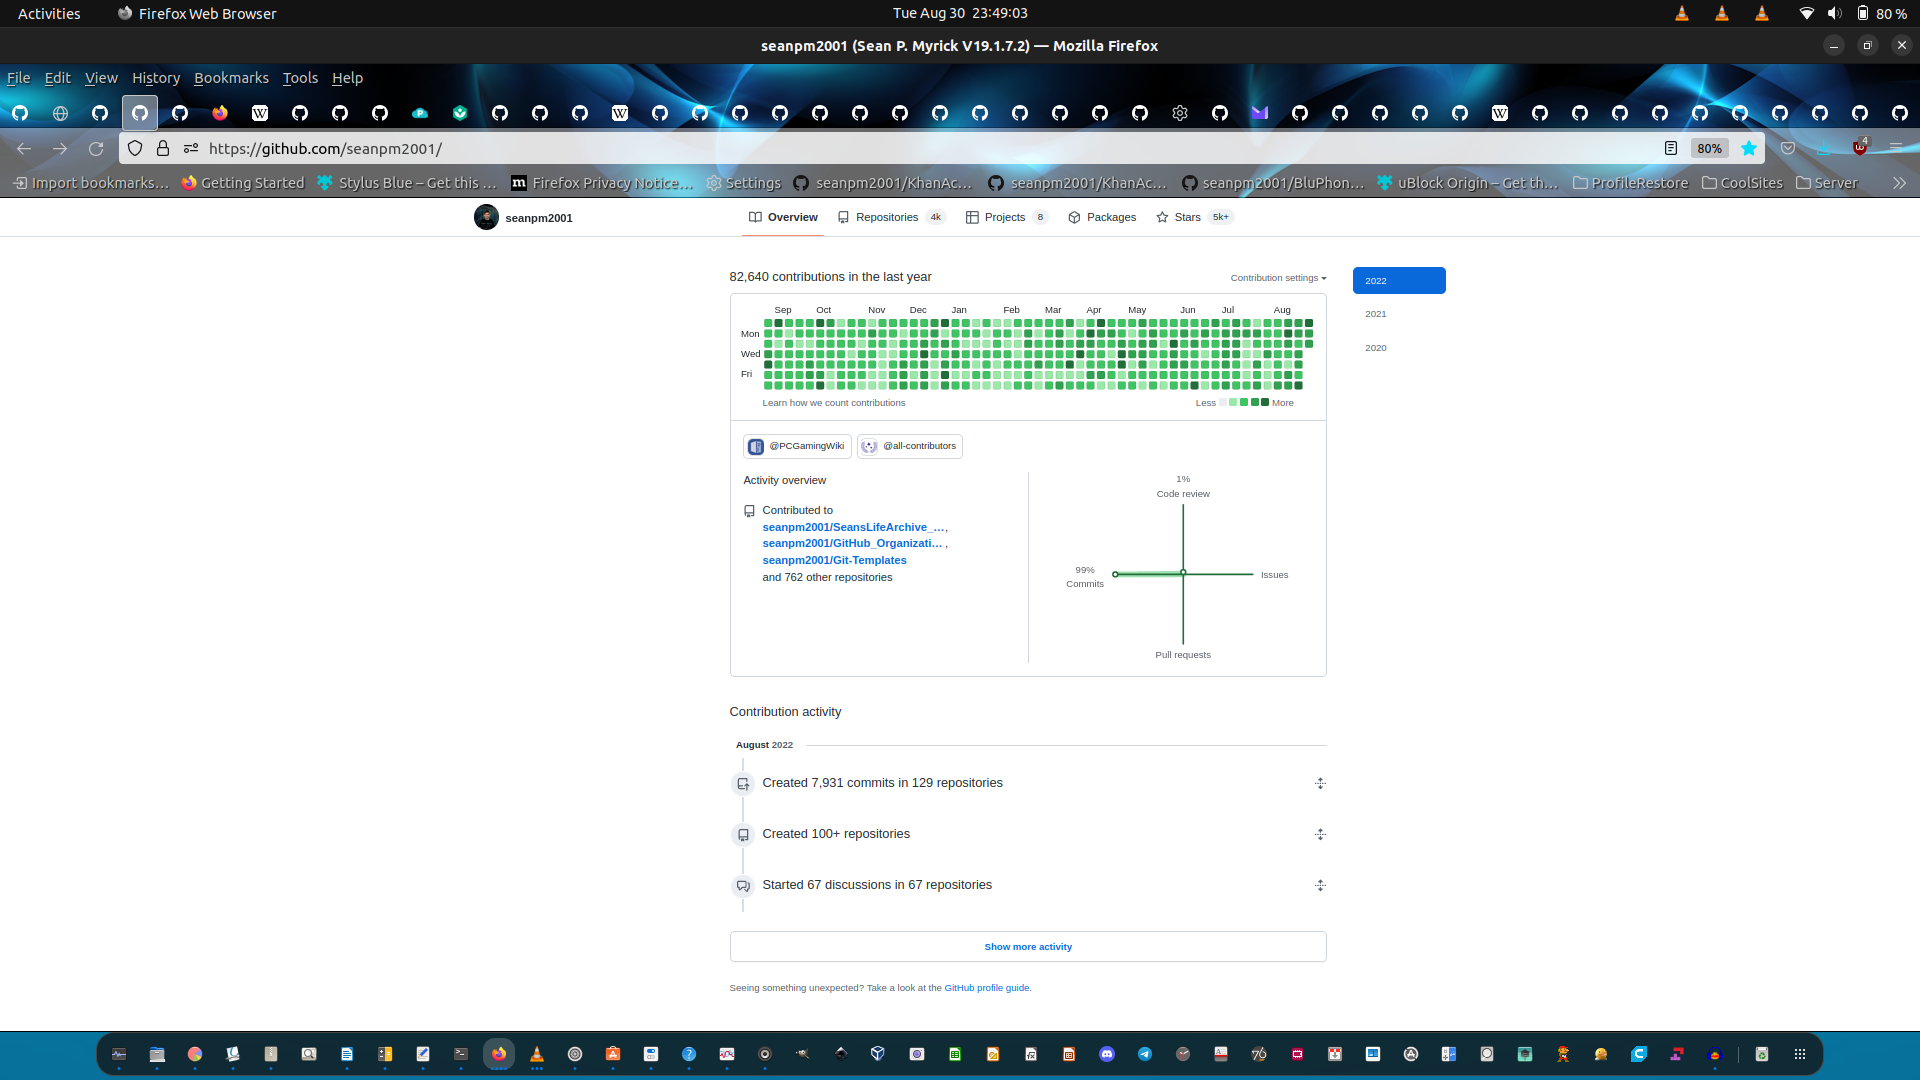 Activities Firefox Web Browser Tue Aug 30 23:49:03 80 %
seanpm2001 (Sean P. Myrick V19.1.7.2) — Mozilla Firefox
File Edit View History Bookmarks Tools Help
https://github.com/seanpm2001/ 80% 4
Import bookmarks… Getting Started Stylus Blue – Get this … Firefox Privacy Notice… Settings seanpm2001/KhanAc… seanpm2001/KhanAc… seanpm2001/BluPhon… uBlock Origin – Get th… ProfileRestore CoolSites Server
seanpm2001 Overview Repositories 4k Projects 8 Packages Stars 5k+
82,640 contributions in the last year Contribution settings 2022
Sep Oct Nov Dec Jan Feb Mar Apr May Jun Jul Aug 2021
Mon
2020
Wed
Fri
Learn how we count contributions Less More
@PCGamingWiki @all-contributors
Activity overview 1%
Code review
Contributed to
seanpm2001/SeansLifeArchive_… ,
seanpm2001/GitHub_Organizati… ,
seanpm2001/Git-Templates
and 762 other repositories
99%
Commits
Issues
Pull requests
Contribution activity
August 2022
Created 7,931 commits in 129 repositories
Created 100+ repositories
Started 67 discussions in 67 repositories
Show more activity
Seeing something unexpected? Take a look at the GitHub profile guide.